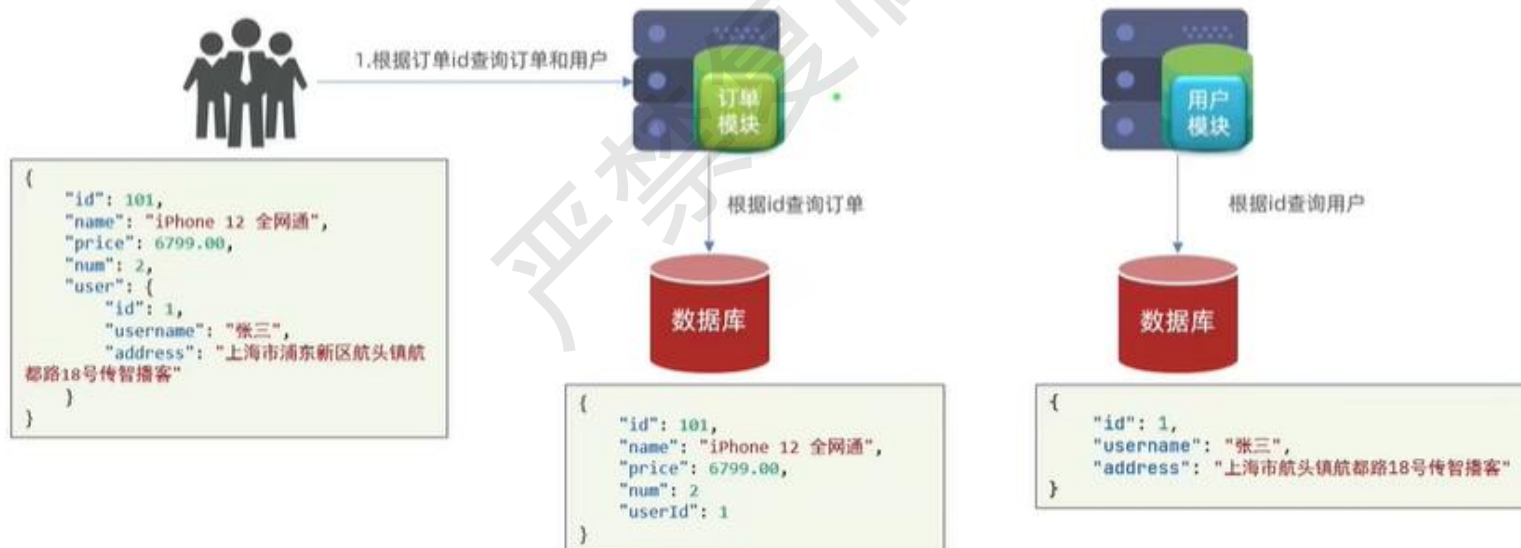 1.根据订单id查询订单和用户
订单
模块
用户
模块
根据id查询订单
根据id查询用户
数据库
数据库
{
"id": 101,
"name": "iPhone 12 全网通",
"price": 6799.00,
"num": 2,
"user": {
"id": 1,
"username": "张三",
"address": "上海市浦东新区航头镇航
都路18号传智播客"
}
}
{
"id": 101,
"name": "iPhone 12 全网通",
"price": 6799.00,
"num": 2
"userId": 1
}
{
"id": 1,
"username": "张三",
"address": "上海市航头镇航都路18号传智播客"
}
严禁复